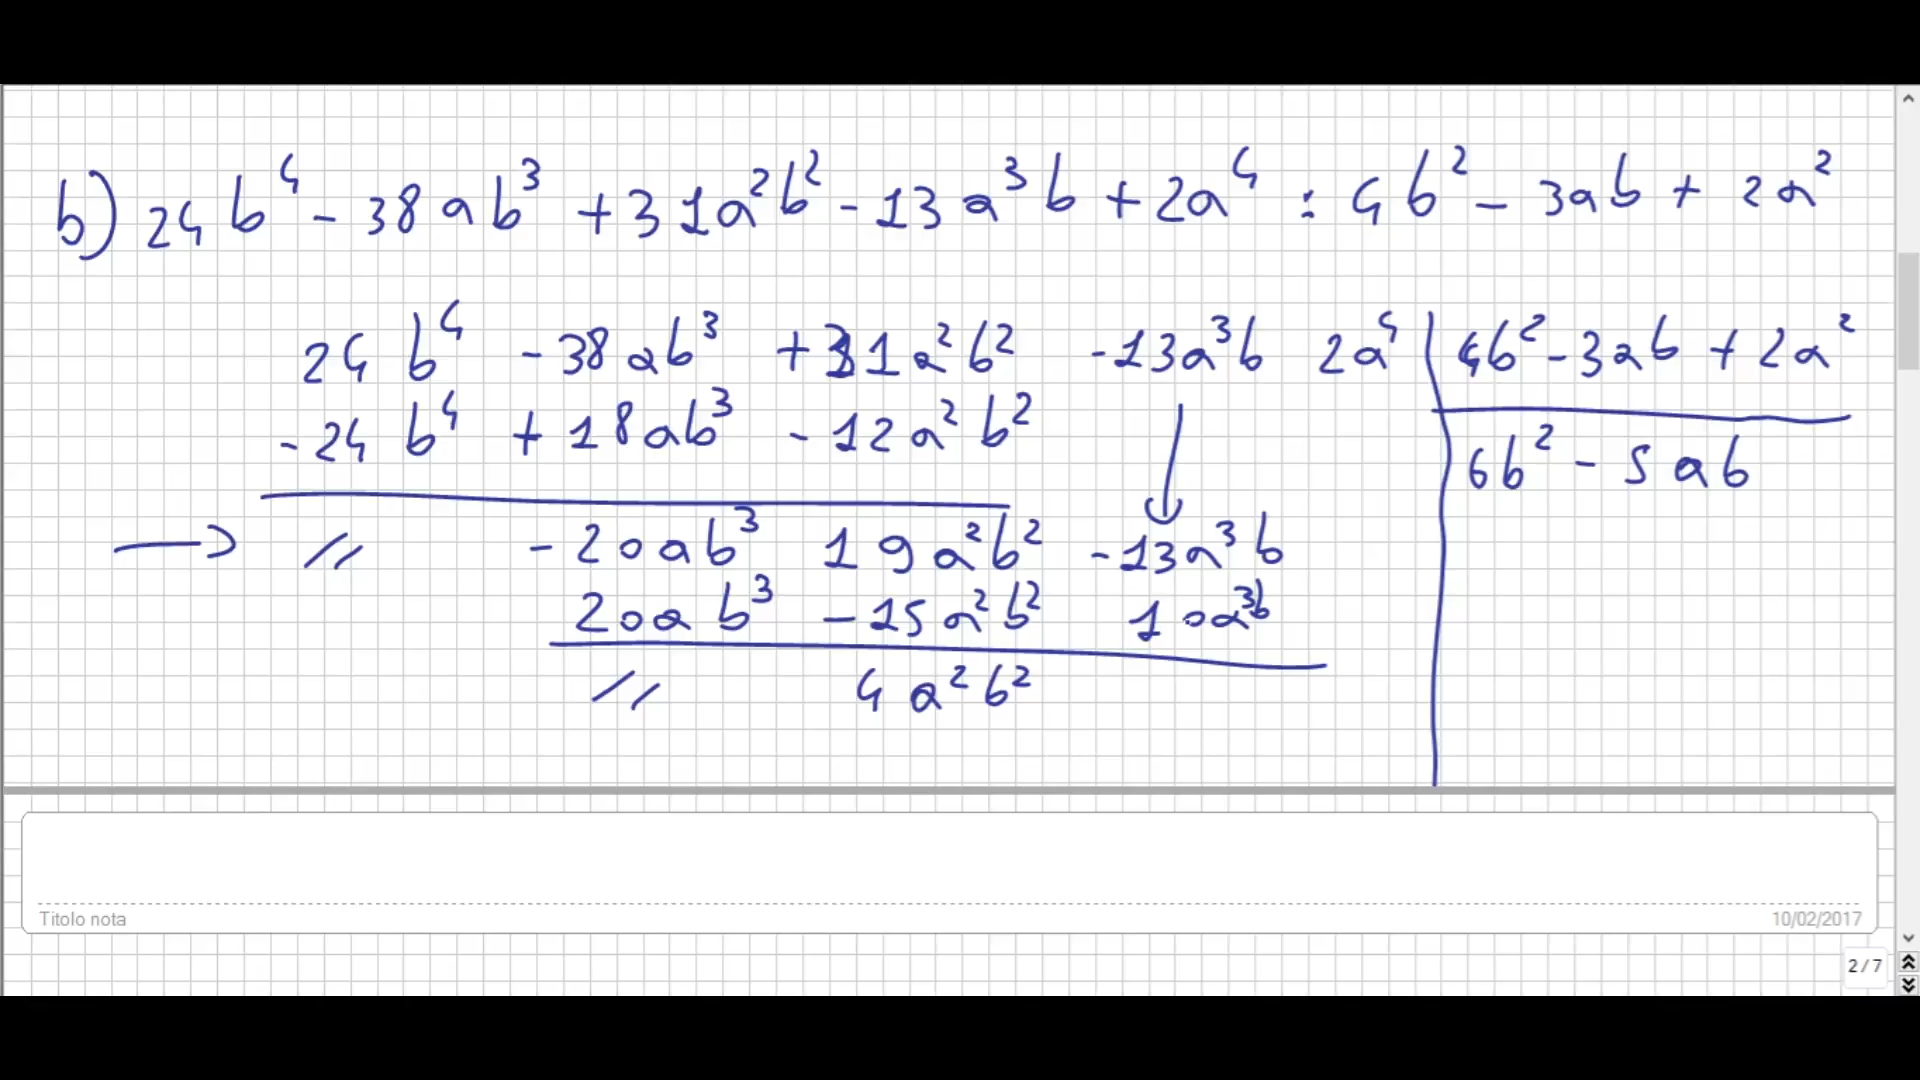 b) 24b⁴ - 38ab³ + 31a²b² - 13a³b + 2a⁴ : 4b² - 3ab + 2a²
24b⁴ - 38ab³ + 31a²b² - 13a³b 2a⁴ | 4b² - 3ab + 2a²
- 24b⁴ + 18ab³ - 12a²b² 6b² - 5ab
→ // - 20ab³ 19a²b² - 13a³b
20ab³ - 15a²b² 10a³b
// 4a²b²
Titolo nota 10/02/2017
2 / 7